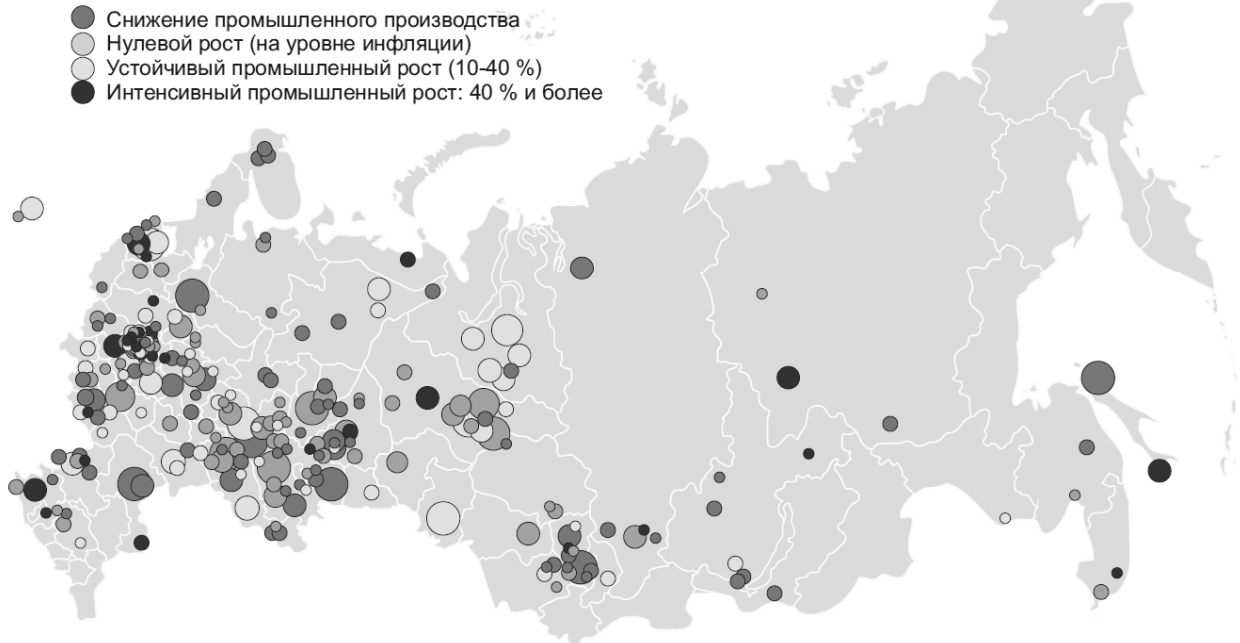 Снижение промышленного производства
Нулевой рост (на уровне инфляции)
Устойчивый промышленный рост (10-40 %)
Интенсивный промышленный рост: 40 % и более